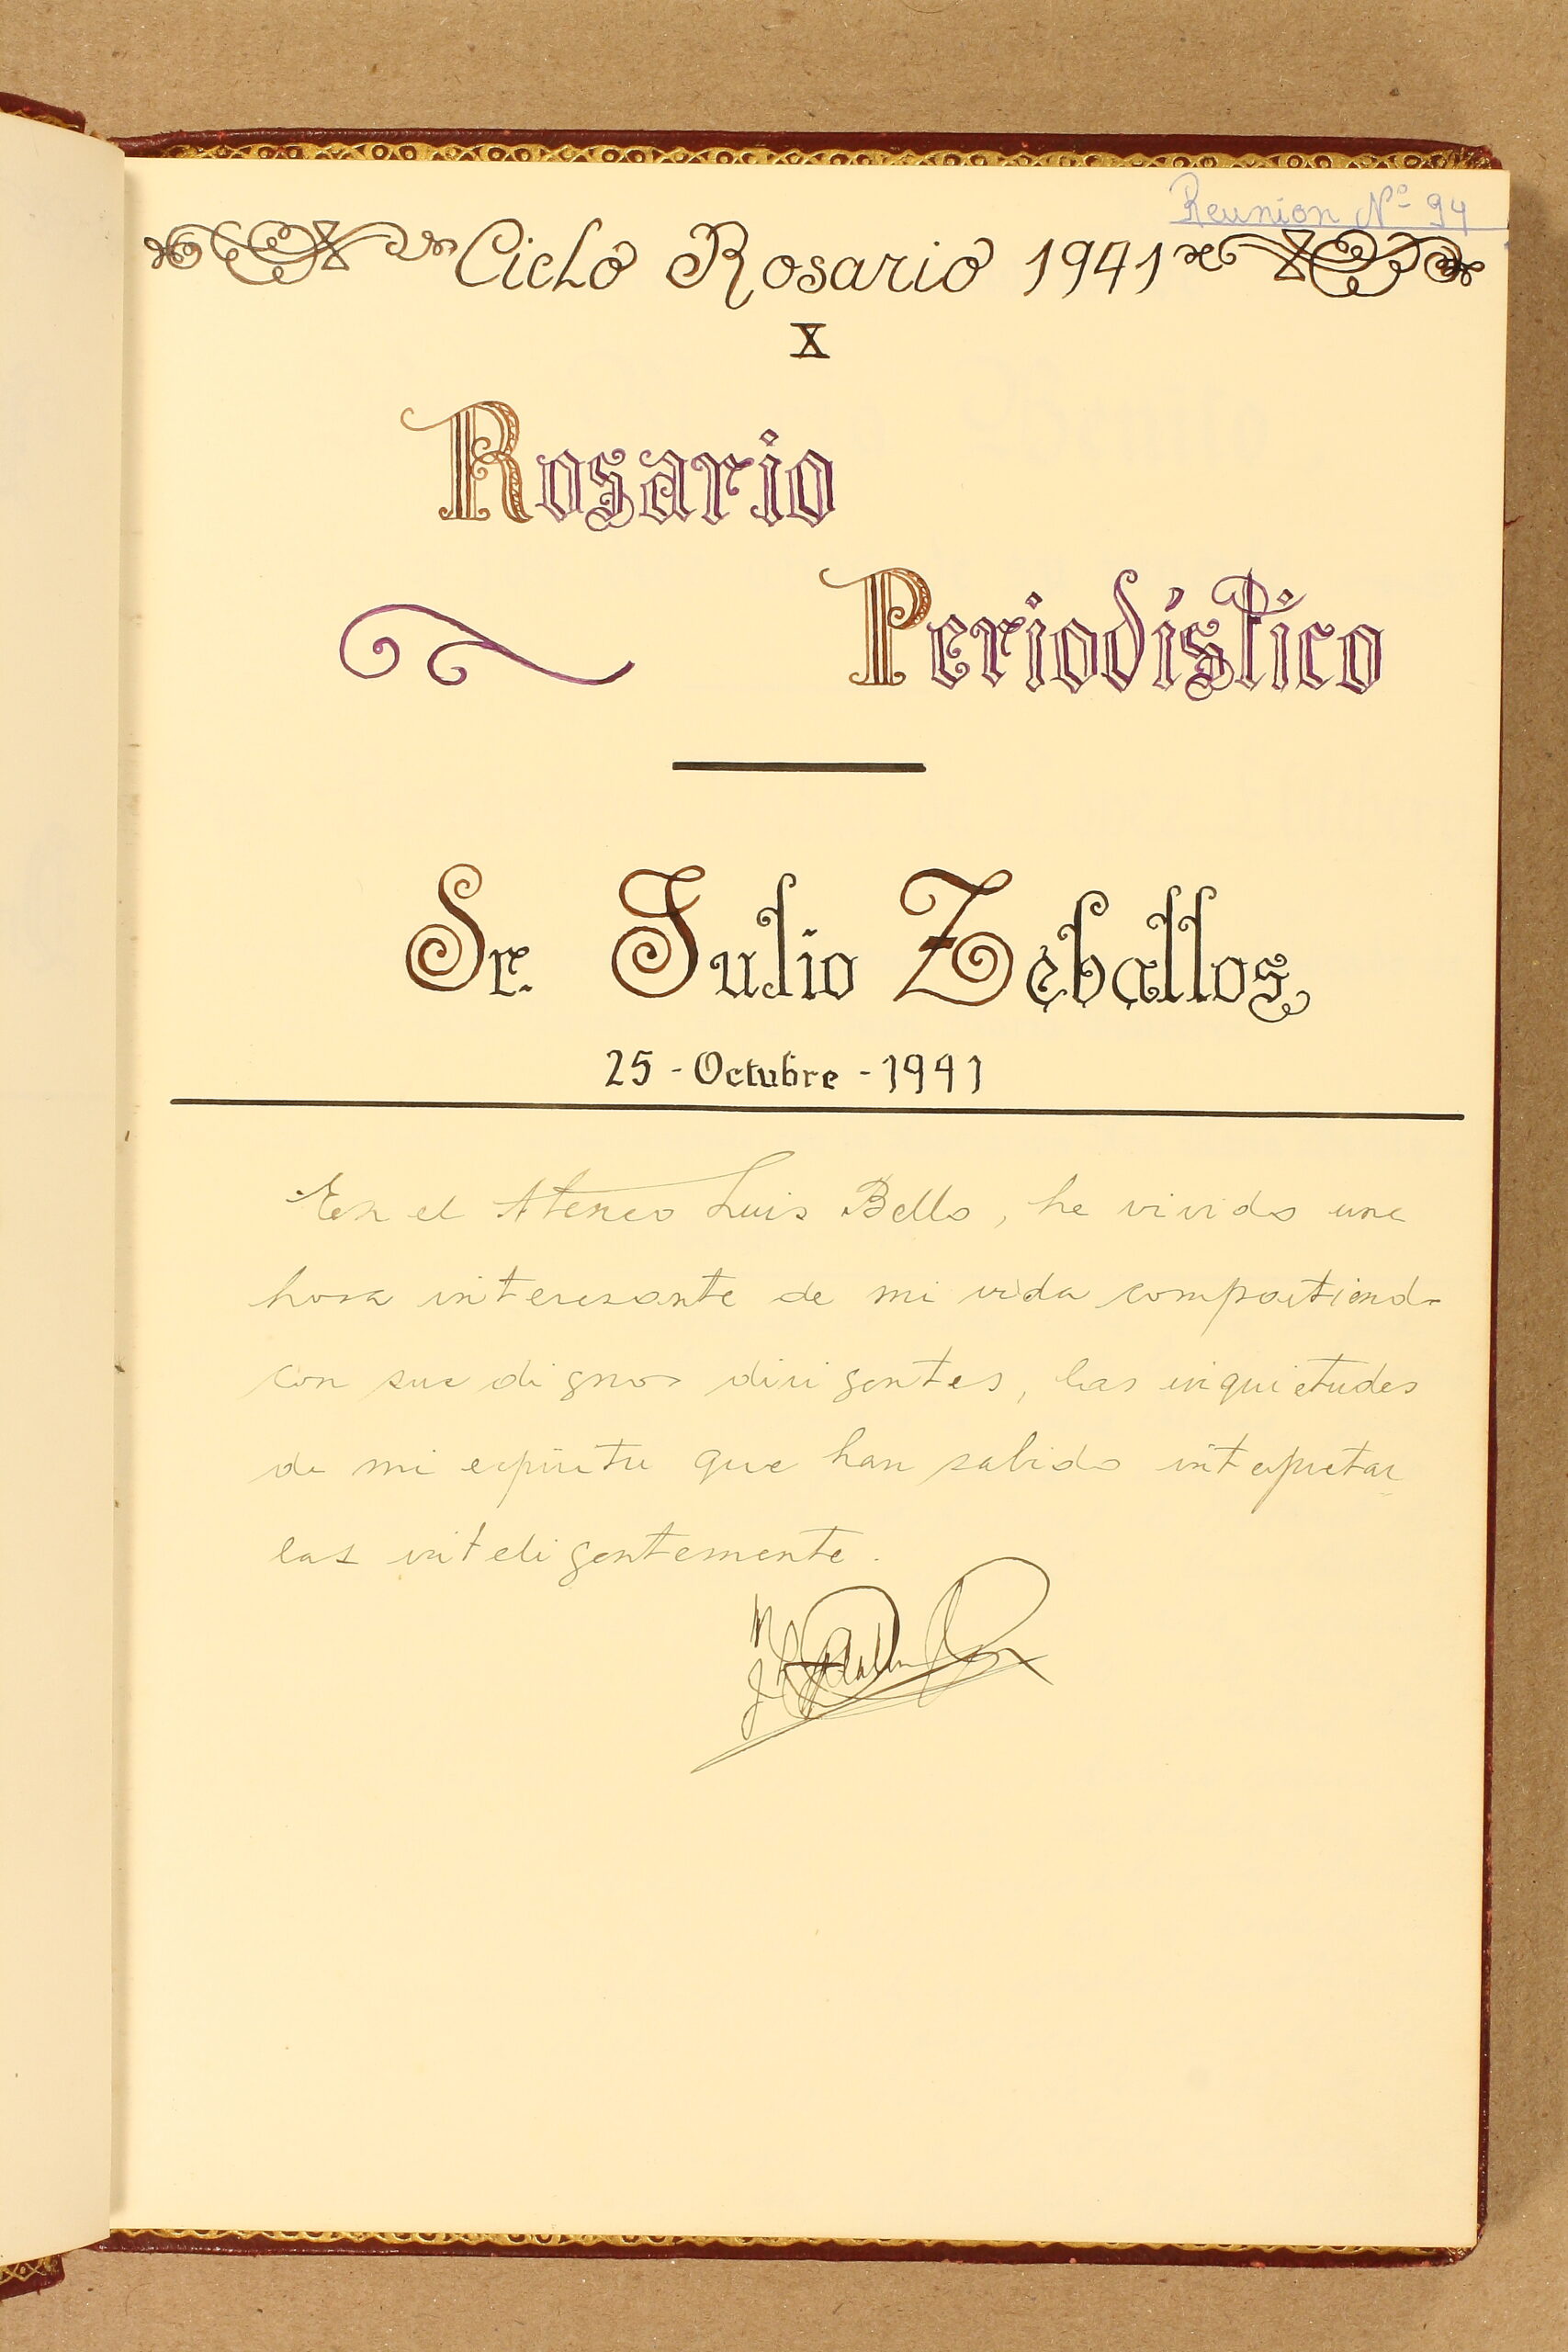 Reunion Nº 94
Ciclo Rosario 1941
X
Rosario
Periodístico
Sr. Julio Zeballos
25 - Octubre - 1941
En el Ateneo Luis Bello, he vivido una
hora interesante de mi vida compartiendo
con sus dignos dirigentes, las inquietudes
de mi espiritu que han sabido interpretar
las inteligentemente.